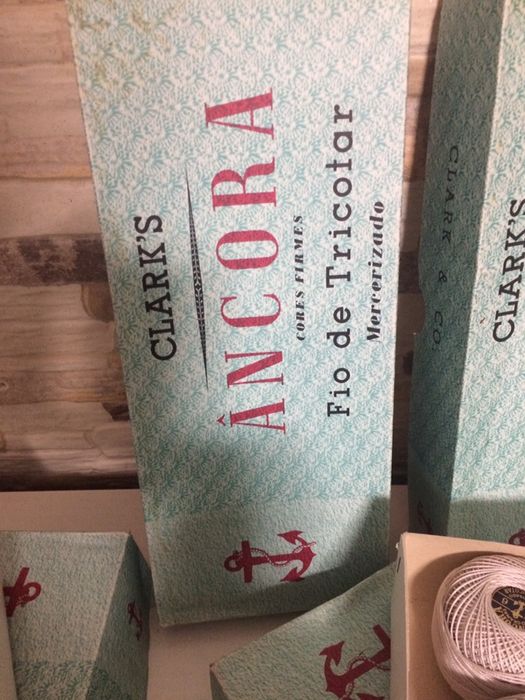 CLARK'S
ÂNCORA
CORES FIRMES
Fio de Tricotar
Mercerizado
CLARK & CO
CLARK'S